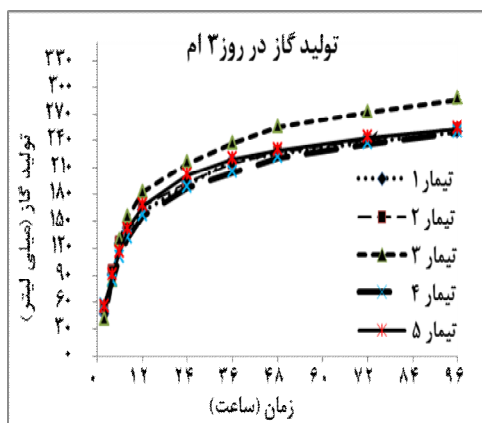 تولید گاز در روز۳ ام
۳۳۰
۳۰۰
۲۷۰
۲۴۰
۲۱۰
۱۸۰
۱۵۰
۱۲۰
۹۰
۶۰
۳۰
۰
تولید گاز (میلی لیتر)
تیمار ۱
تیمار ۲
تیمار ۳
تیمار ۴
تیمار ۵
۰ ۱۲ ۲۴ ۳۶ ۴۸ ۶۰ ۷۲ ۸۴ ۹۶
زمان (ساعت)